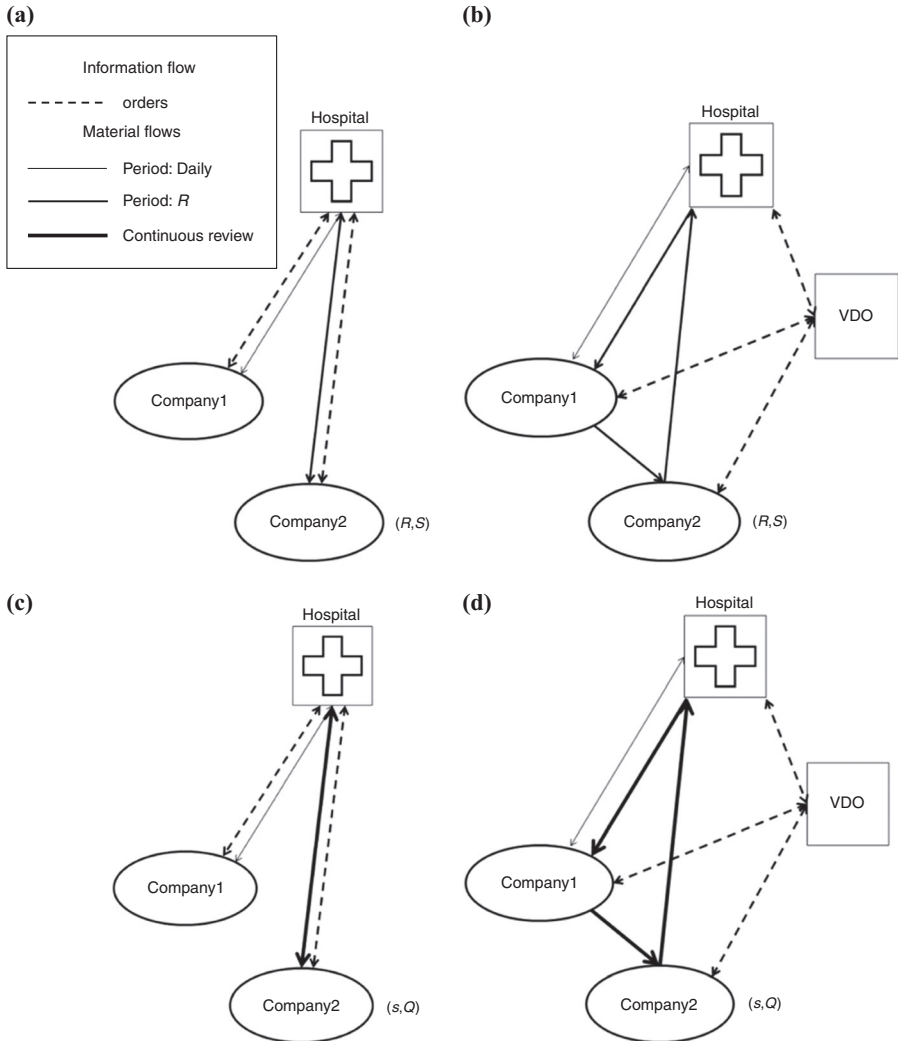 (a)
Information flow
orders
Material flows
Period: Daily
Period: R
Continuous review
Hospital
Company1
Company2
(R,S)
(b)
Hospital
VDO
Company1
Company2
(R,S)
(c)
Hospital
Company1
Company2
(s,Q)
(d)
Hospital
VDO
Company1
Company2
(s,Q)